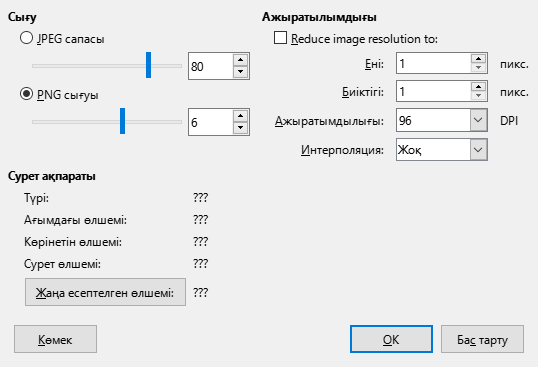 Сығу
JPEG сапасы
80
PNG сығуы
6
Ажыратылымдығы
Reduce image resolution to:
Ені: 1 пикс.
Биіктігі: 1 пикс.
Ажыратымдылығы: 96 DPI
Интерполяция: Жоқ
Сурет ақпараты
Түрі: ???
Ағымдағы өлшемі: ???
Көрінетін өлшемі: ???
Сурет өлшемі: ???
Жаңа есептелген өлшемі: ???
Көмек
OK
Бас тарту